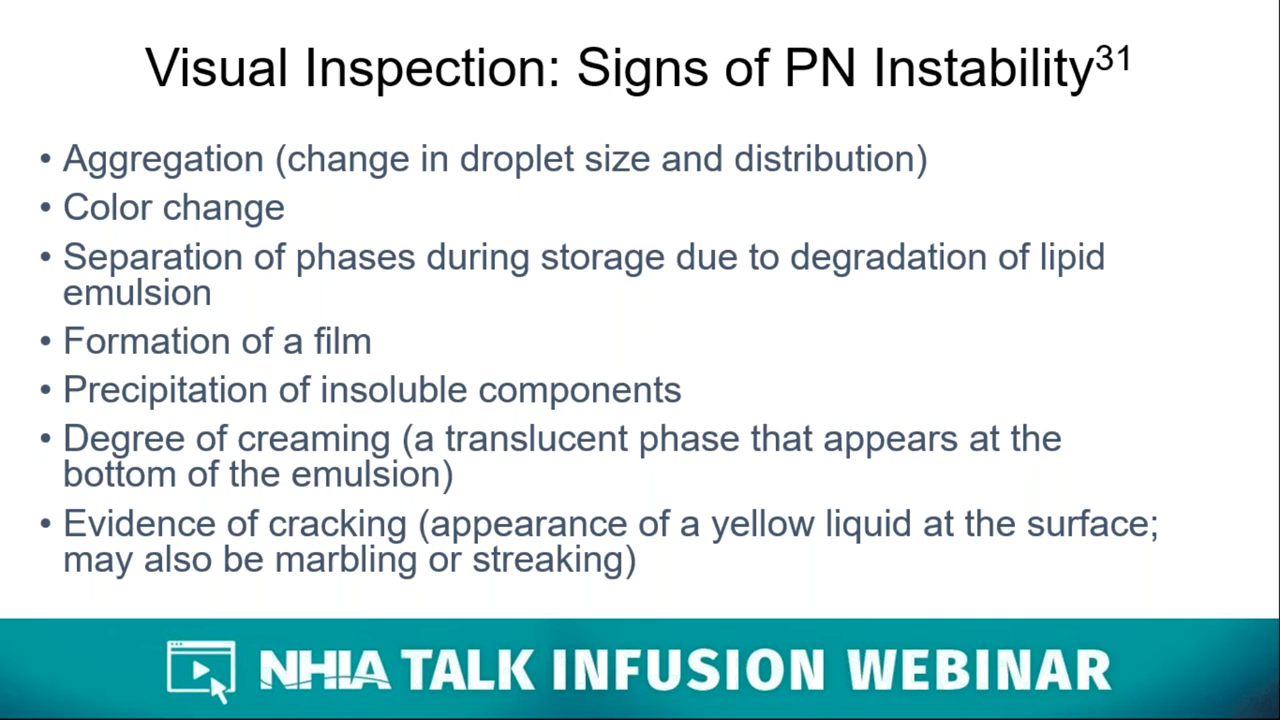 Visual Inspection: Signs of PN Instability³¹
• Aggregation (change in droplet size and distribution)
• Color change
• Separation of phases during storage due to degradation of lipid
emulsion
• Formation of a film
• Precipitation of insoluble components
• Degree of creaming (a translucent phase that appears at the
bottom of the emulsion)
• Evidence of cracking (appearance of a yellow liquid at the surface;
may also be marbling or streaking)
NHIA TALK INFUSION WEBINAR